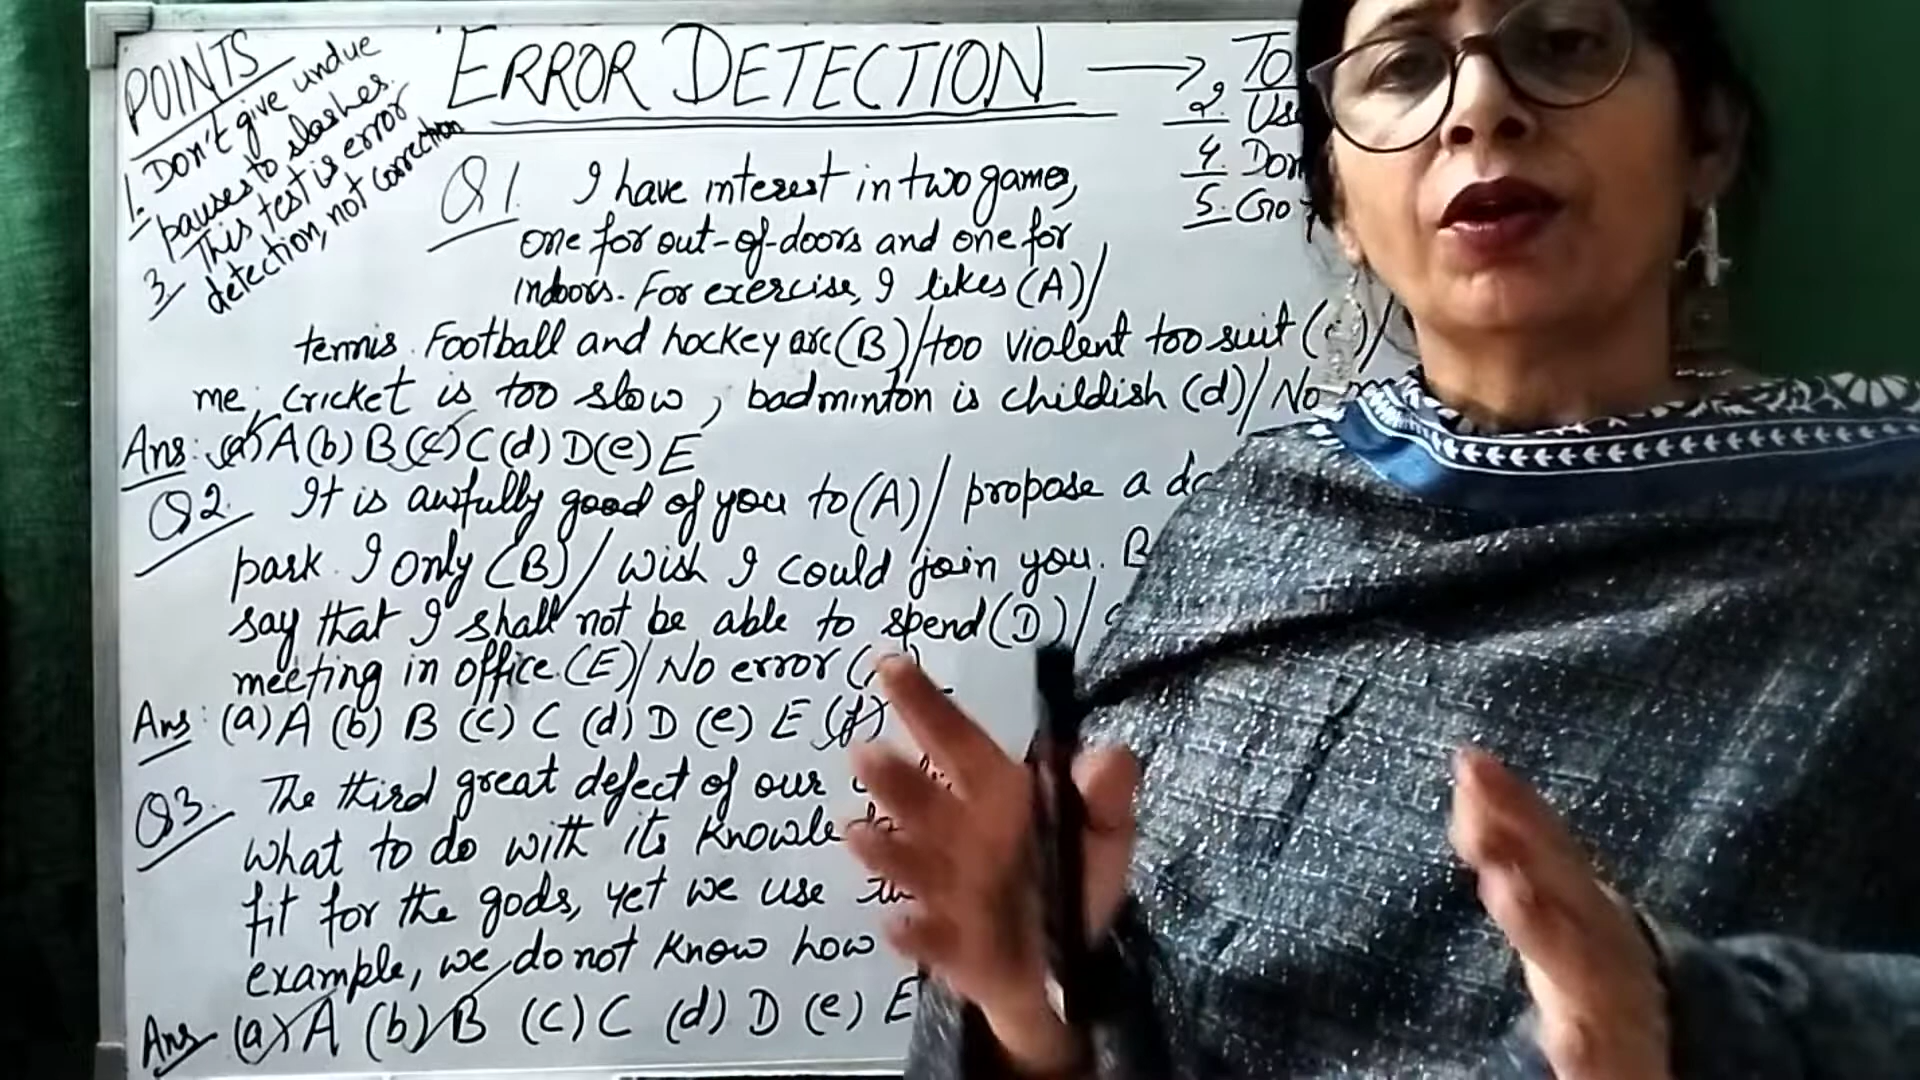 POINTS
1. Don't give undue
pauses to slashes.
3. This test is error
detection, not correction
ERROR DETECTION → To
2
4. Don
5. Go
Q1. I have interest in two games,
one for out-of-doors and one for
indoors. For exercise, I likes (A)/
tennis. Football and hockey are (B)/too violent too suit (
me; cricket is too slow, badminton is childish (d)/ No
Ans: (a) A (b) B (c) C (d) D (e) E
Q2. It is awfully good of you to (A)/ propose a
park. I only (B)/ wish I could join you. B
say that I shall not be able to spend (D)/
meeting in office. (E)/ No error (
Ans: (a) A (b) B (c) C (d) D (e) E (f)
Q3. The third great defect of our
what to do with its
fit for the gods, yet we use
example, we do not know how
Ans (a) A (b) B (c) C (d) D (e) E